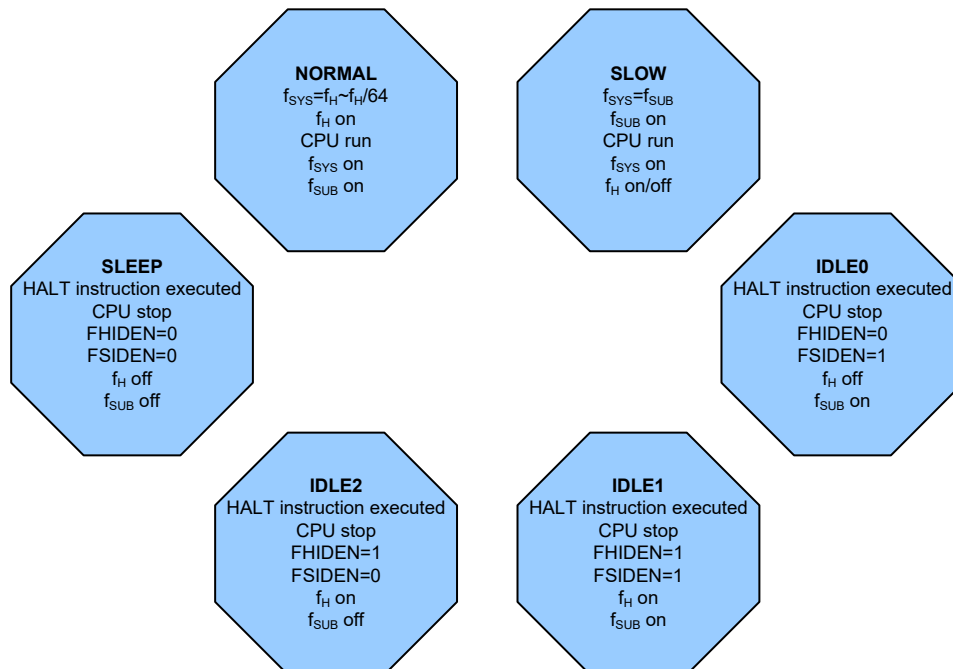 NORMAL
fSYS=fH~fH/64
fH on
CPU run
fSYS on
fSUB on
SLOW
fSYS=fSUB
fSUB on
CPU run
fSYS on
fH on/off
SLEEP
HALT instruction executed
CPU stop
FHIDEN=0
FSIDEN=0
fH off
fSUB off
IDLE0
HALT instruction executed
CPU stop
FHIDEN=0
FSIDEN=1
fH off
fSUB on
IDLE2
HALT instruction executed
CPU stop
FHIDEN=1
FSIDEN=0
fH on
fSUB off
IDLE1
HALT instruction executed
CPU stop
FHIDEN=1
FSIDEN=1
fH on
fSUB on